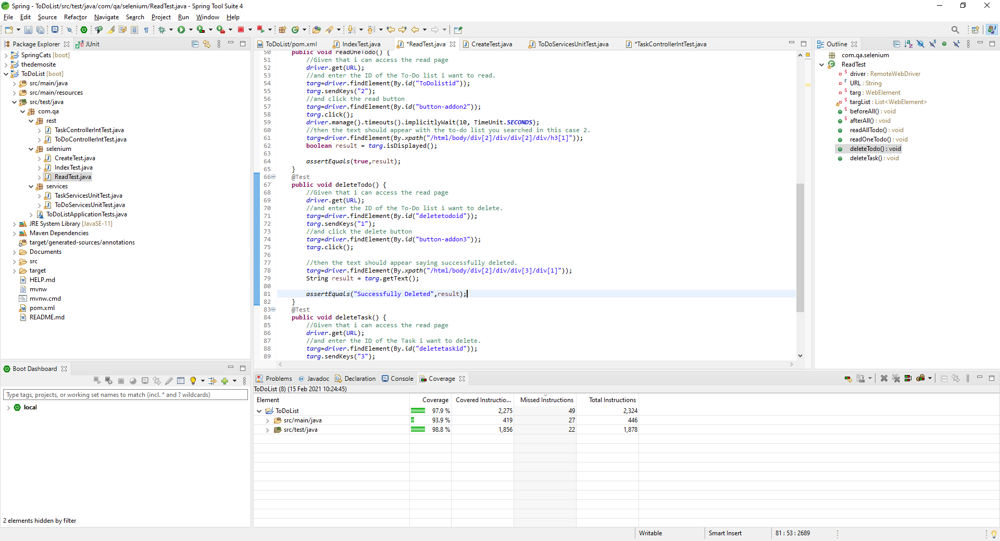 Spring - ToDoList/src/test/java/com/qa/selenium/ReadTest.java - Spring Tool Suite 4
File Edit Source Refactor Navigate Search Project Run Window Help
Package Explorer JUnit
SpringCats [boot]
thedemosite
ToDoList [boot]
src/main/java
src/main/resources
src/test/java
com.qa
rest
TaskControllerIntTest.java
ToDoControllerIntTest.java
selenium
CreateTest.java
IndexTest.java
ReadTest.java
services
TaskServicesUnitTest.java
ToDoServicesUnitTest.java
ToDoListApplicationTests.java
JRE System Library [JavaSE-11]
Maven Dependencies
target/generated-sources/annotations
Documents
src
target
HELP.md
mvnw
mvnw.cmd
pom.xml
README.md
Boot Dashboard
Type tags, projects, or working set names to match (incl. * and ? wildcards)
local
2 elements hidden by filter
ToDoList/pom.xml IndexTest.java *ReadTest.java CreateTest.java ToDoServicesUnitTest.java *TaskControllerIntTest.java
50 public void readOneTodo() {
51 //Given that i can access the read page
52 driver.get(URL);
53 //and enter the ID of the To-Do list i want to read.
54 targ=driver.findElement(By.id("ToDolistid"));
55 targ.sendKeys("2");
56 //and click the read button
57 targ=driver.findElement(By.id("button-addon2"));
58 targ.click();
59 driver.manage().timeouts().implicitlyWait(10, TimeUnit.SECONDS);
60 //then the text should appear with the to-do list you searched in this case 2.
61 targ=driver.findElement(By.xpath("/html/body/div[2]/div/div[2]/div/h3[1]"));
62 boolean result = targ.isDisplayed();
63
64 assertEquals(true,result);
65 }
66 @Test
67 public void deleteTodo() {
68 //Given that i can access the read page
69 driver.get(URL);
70 //and enter the ID of the To-Do list i want to delete.
71 targ=driver.findElement(By.id("deletetodoid"));
72 targ.sendKeys("1");
73 //and click the delete button
74 targ=driver.findElement(By.id("button-addon3"));
75 targ.click();
76
77 //then the text should appear saying successfully deleted.
78 targ=driver.findElement(By.xpath("/html/body/div[2]/div/div[3]/div[1]"));
79 String result = targ.getText();
80
81 assertEquals("Successfully Deleted",result);
82 }
83 @Test
84 public void deleteTask() {
85 //Given that i can access the read page
86 driver.get(URL);
87 //and enter the ID of the Task i want to delete.
88 targ=driver.findElement(By.id("deletetaskid"));
89 targ.sendKeys("3");
Outline
com.qa.selenium
ReadTest
driver : RemoteWebDriver
URL : String
targ : WebElement
targList : List<WebElement>
beforeAll() : void
afterAll() : void
readAllTodo() : void
readOneTodo() : void
deleteTodo() : void
deleteTask() : void
Problems Javadoc Declaration Console Coverage
ToDoList (8) (15 Feb 2021 10:24:45)
Element Coverage Covered Instructio... Missed Instructions Total Instructions
ToDoList 97.9 % 2,275 49 2,324
src/main/java 93.9 % 419 27 446
src/test/java 98.8 % 1,856 22 1,878
Writable Smart Insert 81 : 53 : 2689